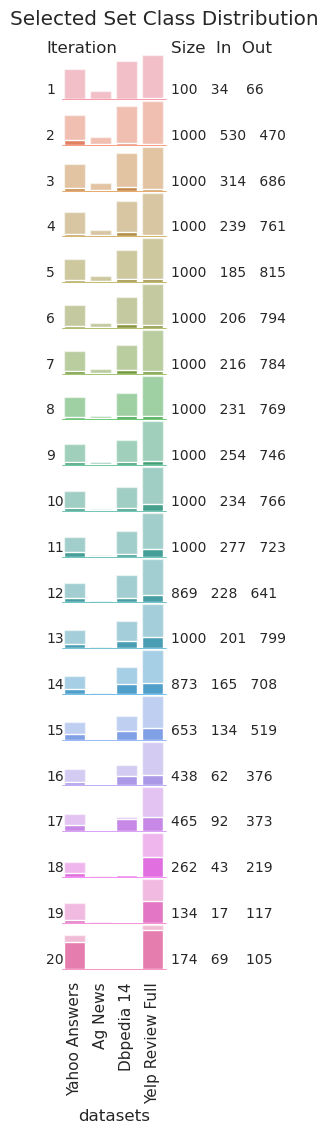 Selected Set Class Distribution
Iteration Size In Out
1 100 34 66
2 1000 530 470
3 1000 314 686
4 1000 239 761
5 1000 185 815
6 1000 206 794
7 1000 216 784
8 1000 231 769
9 1000 254 746
10 1000 234 766
11 1000 277 723
12 869 228 641
13 1000 201 799
14 873 165 708
15 653 134 519
16 438 62 376
17 465 92 373
18 262 43 219
19 134 17 117
20 174 69 105
Yahoo Answers
Ag News
Dbpedia 14
Yelp Review Full
datasets